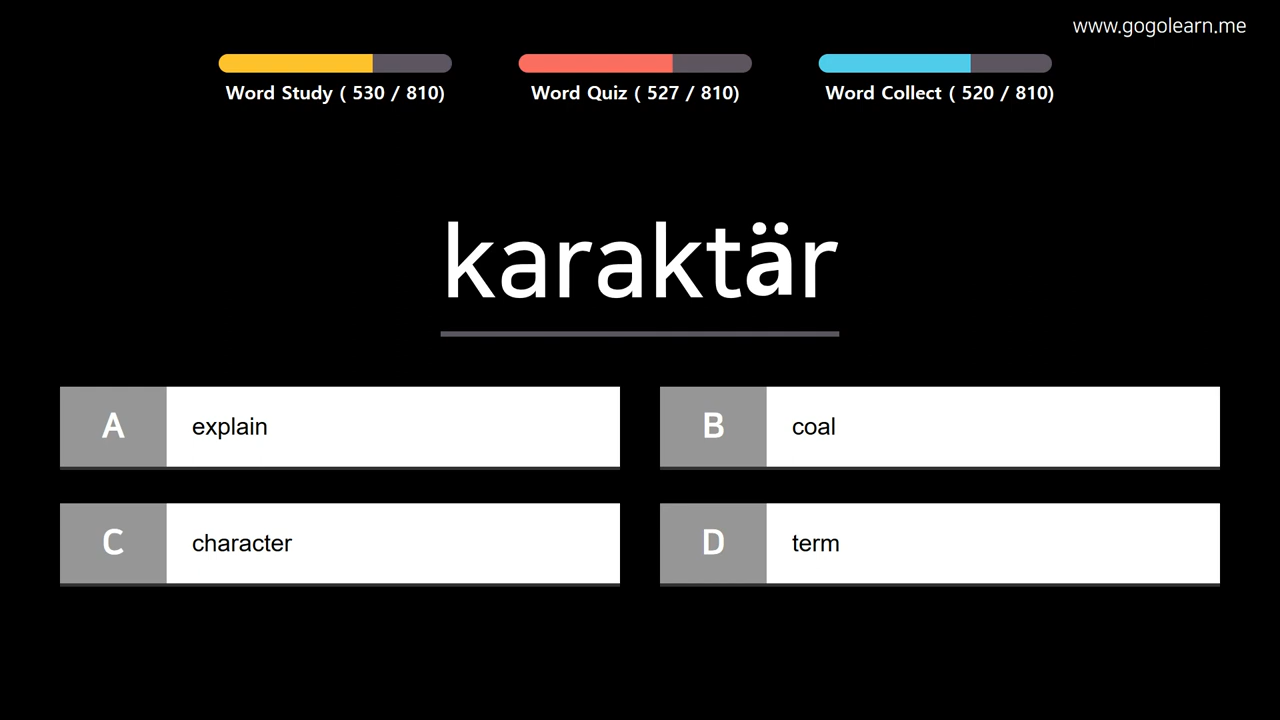 www.gogolearn.me
Word Study ( 530 / 810)
Word Quiz ( 527 / 810)
Word Collect ( 520 / 810)
karaktär
A explain
B coal
C character
D term